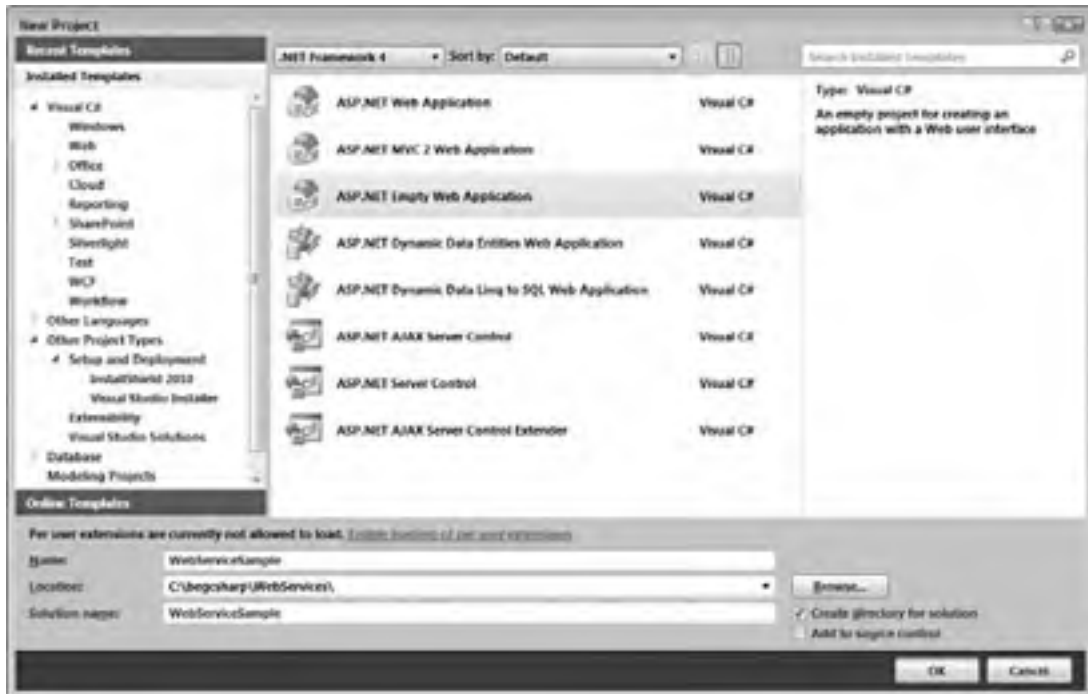 New Project
Recent Templates
Installed Templates
Visual C#
Windows
Web
Office
Cloud
Reporting
SharePoint
Silverlight
Test
WCF
Workflow
Other Languages
Other Project Types
Setup and Deployment
InstallShield 2010
Visual Studio Installer
Extensibility
Visual Studio Solutions
Database
Modeling Projects
Online Templates
.NET Framework 4
Sort by: Default
Search Installed Templates
ASP.NET Web Application Visual C#
ASP.NET MVC 2 Web Application Visual C#
ASP.NET Empty Web Application Visual C#
ASP.NET Dynamic Data Entities Web Application Visual C#
ASP.NET Dynamic Data Linq to SQL Web Application Visual C#
ASP.NET AJAX Server Control Visual C#
ASP.NET Server Control Visual C#
ASP.NET AJAX Server Control Extender Visual C#
Type: Visual C#
An empty project for creating an
application with a Web user interface
Per user extensions are currently not allowed to load. Enable loading of per user extensions
Name: WebServiceSample
Location: C:\begcsharp\WebServices\
Browse...
Solution name: WebServiceSample
Create directory for solution
Add to source control
OK Cancel